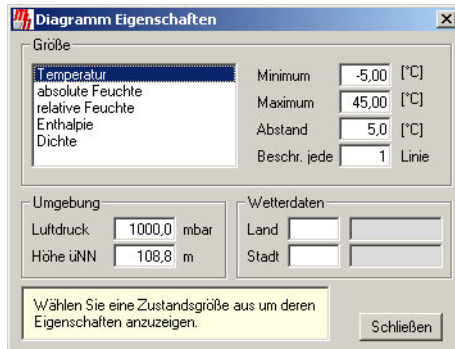 Diagramm Eigenschaften
Größe
Temperatur
absolute Feuchte
relative Feuchte
Enthalpie
Dichte
Minimum -5,00 [°C]
Maximum 45,00 [°C]
Abstand 5,0 [°C]
Beschr. jede 1 Linie
Umgebung
Luftdruck 1000,0 mbar
Höhe üNN 108,8 m
Wetterdaten
Land
Stadt
Wählen Sie eine Zustandsgröße aus um deren
Eigenschaften anzuzeigen.
Schließen